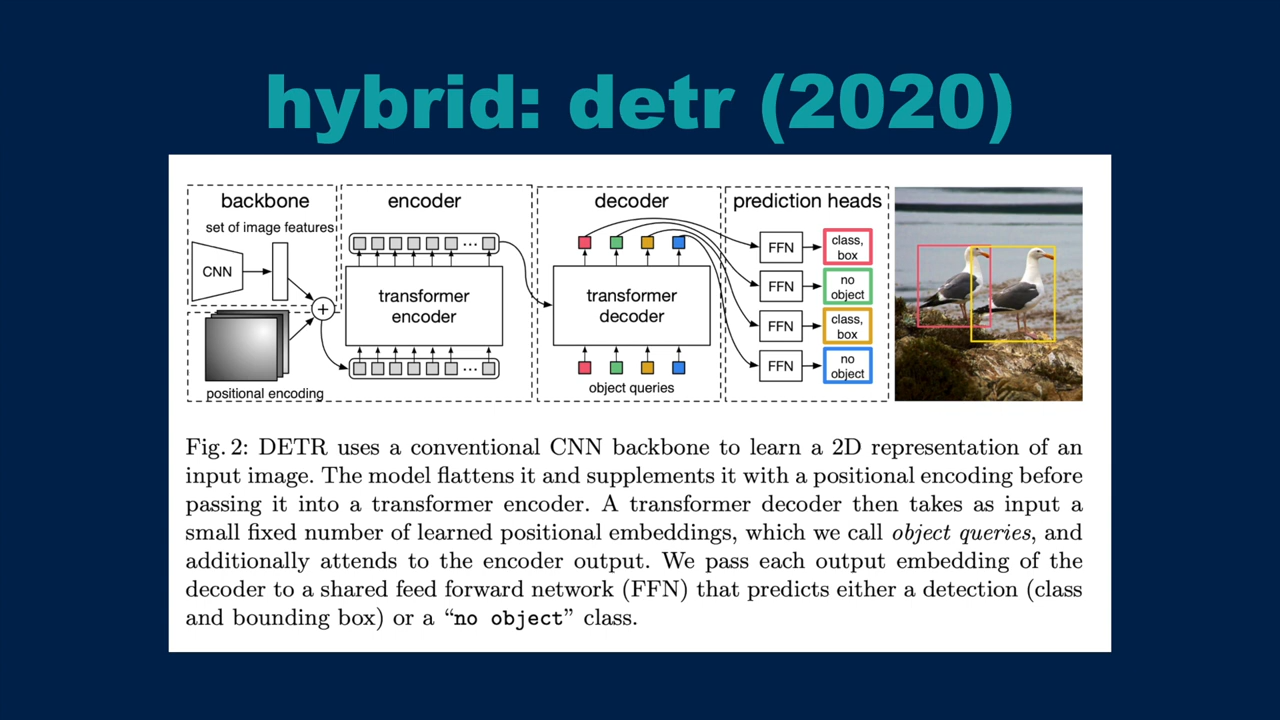 hybrid: detr (2020)
backbone
set of image features
CNN
+
positional encoding
encoder
...
transformer
encoder
...
decoder
transformer
decoder
object queries
prediction heads
FFN
class,
box
FFN
no
object
FFN
class,
box
FFN
no
object
Fig. 2: DETR uses a conventional CNN backbone to learn a 2D representation of an
input image. The model flattens it and supplements it with a positional encoding before
passing it into a transformer encoder. A transformer decoder then takes as input a
small fixed number of learned positional embeddings, which we call object queries, and
additionally attends to the encoder output. We pass each output embedding of the
decoder to a shared feed forward network (FFN) that predicts either a detection (class
and bounding box) or a “no object” class.